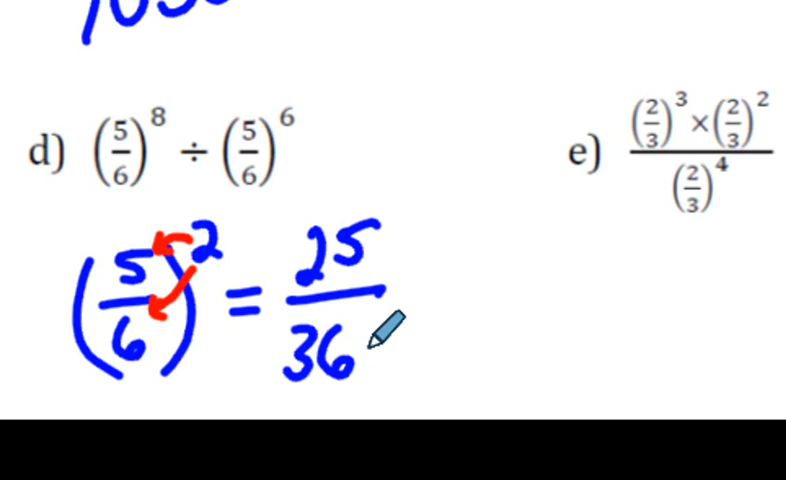 d) (5/6)^8 ÷ (5/6)^6
e) ((2/3)^3 × (2/3)^2) / (2/3)^4
(5/6)^2 = 25/36